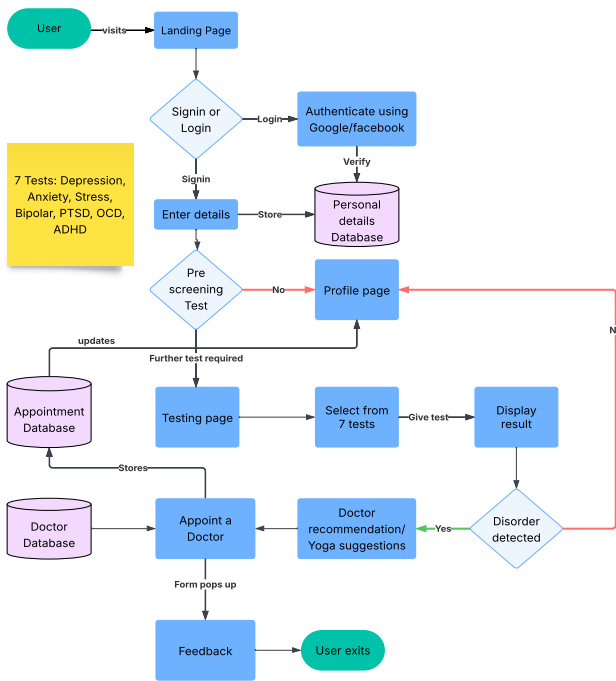 User
visits
Landing Page
Signin or
Login
Login
Authenticate using
Google/facebook
Verify
Signin
7 Tests: Depression,
Anxiety, Stress,
Bipolar, PTSD, OCD,
ADHD
Enter details
Store
Personal
details
Database
Pre
screening
Test
No
Profile page
N
updates
Further test required
Appointment
Database
Testing page
Select from
7 tests
Give test
Display
result
Stores
Doctor
Database
Appoint a
Doctor
Doctor
recommendation/
Yoga suggestions
Yes
Disorder
detected
Form pops up
Feedback
User exits